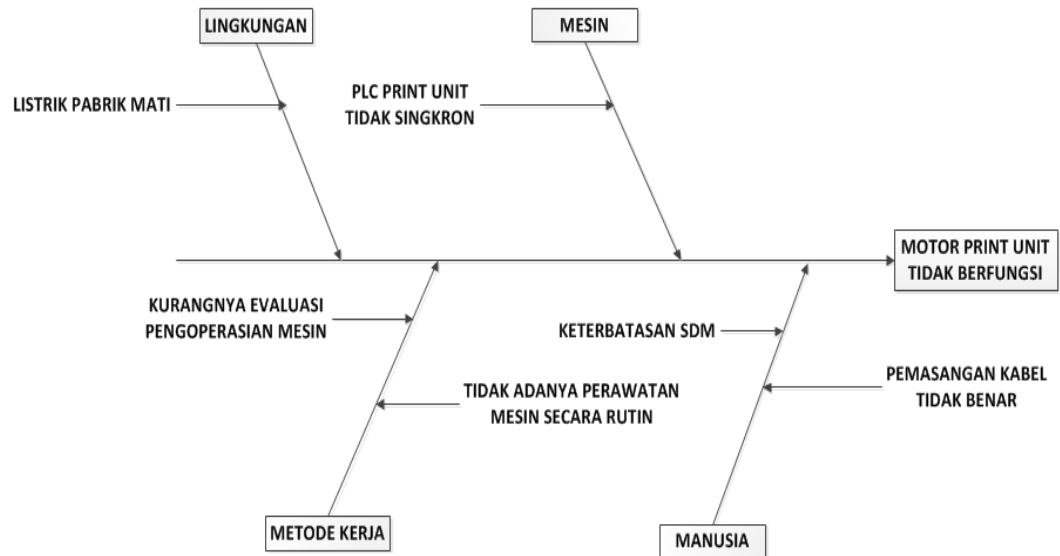 LINGKUNGAN
MESIN
LISTRIK PABRIK MATI
PLC PRINT UNIT
TIDAK SINGKRON
MOTOR PRINT UNIT
TIDAK BERFUNGSI
KURANGNYA EVALUASI
PENGOPERASIAN MESIN
KETERBATASAN SDM
TIDAK ADANYA PERAWATAN
MESIN SECARA RUTIN
PEMASANGAN KABEL
TIDAK BENAR
METODE KERJA
MANUSIA